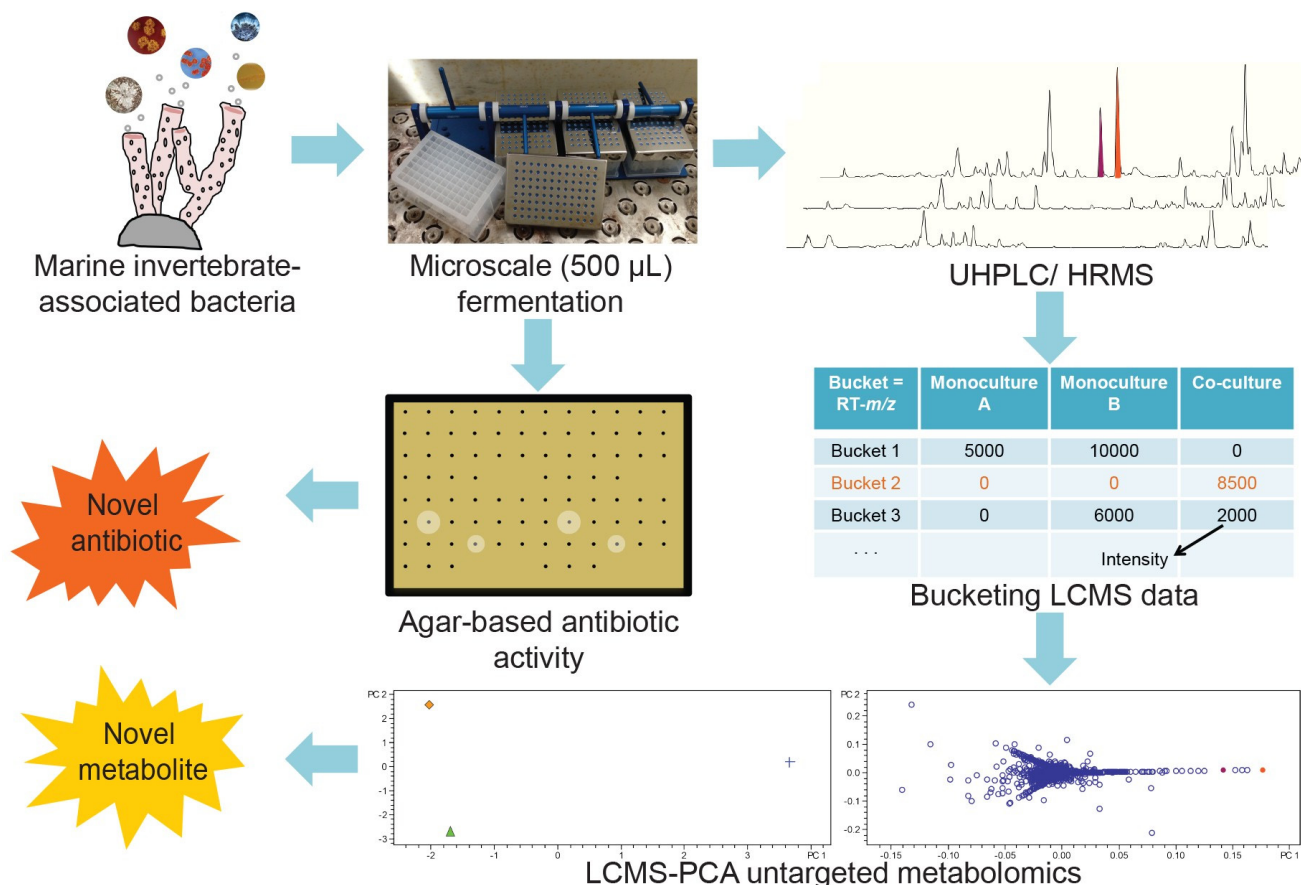 Marine invertebrate-
associated bacteria
Microscale (500 µL)
fermentation
UHPLC/ HRMS
Bucket =
RT-m/z
Monoculture
A
Monoculture
B
Co-culture
Bucket 1 5000 10000 0
Bucket 2 0 0 8500
Bucket 3 0 6000 2000
. . .
Intensity
Bucketing LCMS data
Novel
antibiotic
Agar-based antibiotic
activity
Novel
metabolite
PC 2
2
1
0
-1
-2
-3
-2 -1 0 1 2 3 PC 1
PC 2
0.2
0.1
0.0
-0.1
-0.2
-0.15 -0.10 -0.05 0.00 0.05 0.10 0.15 PC 1
LCMS-PCA untargeted metabolomics